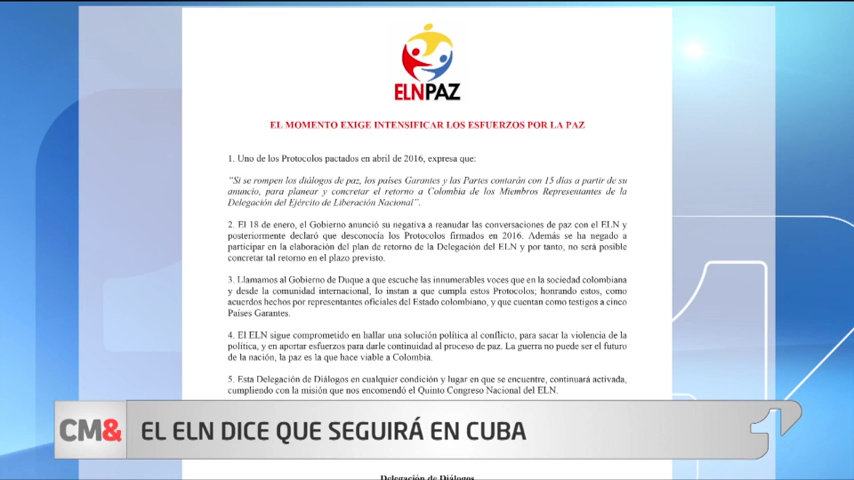 ELNPAZ
EL MOMENTO EXIGE INTENSIFICAR LOS ESFUERZOS POR LA PAZ
1. Uno de los Protocolos pactados en abril de 2016, expresa que:
“Si se rompen los diálogos de paz, los países Garantes y las Partes contarán con 15 días a partir de su
anuncio, para planear y concretar el retorno a Colombia de los Miembros Representantes de la
Delegación del Ejército de Liberación Nacional”.
2. El 18 de enero, el Gobierno anunció su negativa a reanudar las conversaciones de paz con el ELN y
posteriormente declaró que desconocía los Protocolos firmados en 2016. Además se ha negado a
participar en la elaboración del plan de retorno de la Delegación del ELN y por tanto, no será posible
concretar tal retorno en el plazo previsto.
3. Llamamos al Gobierno de Duque a que escuche las innumerables voces que en la sociedad colombiana
y desde la comunidad internacional, lo instan a que cumpla estos Protocolos; honrando estos, como
acuerdos hechos por representantes oficiales del Estado colombiano, y que cuentan como testigos a cinco
Países Garantes.
4. El ELN sigue comprometido en hallar una solución política al conflicto, para sacar la violencia de la
política, y en aportar esfuerzos para darle continuidad al proceso de paz. La guerra no puede ser el futuro
de la nación, la paz es la que hace viable a Colombia.
5. Esta Delegación de Diálogos en cualquier condición y lugar en que se encuentre, continuará activada,
cumpliendo con la misión que nos encomendó el Quinto Congreso Nacional del ELN.
CM& EL ELN DICE QUE SEGUIRÁ EN CUBA
Delegación de Diálogos